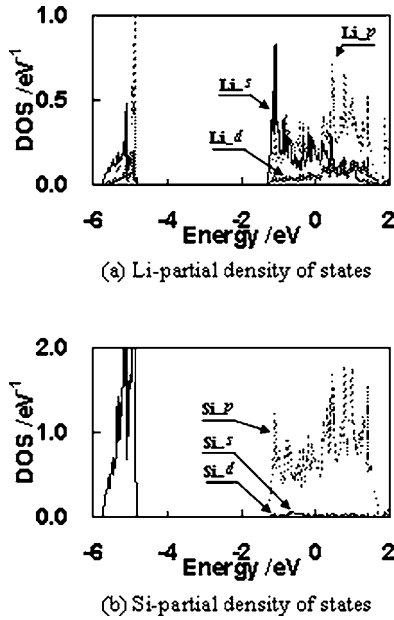 1.0
Li_p
Li_s
0.5
Li_d
0.0
DOS /eV-1
-6 -4 -2 0 2
Energy /eV
(a) Li-partial density of states
2.0
Si_p
1.0
Si_s
Si_d
0.0
DOS /eV-1
-6 -4 -2 0 2
Energy /eV
(b) Si-partial density of states